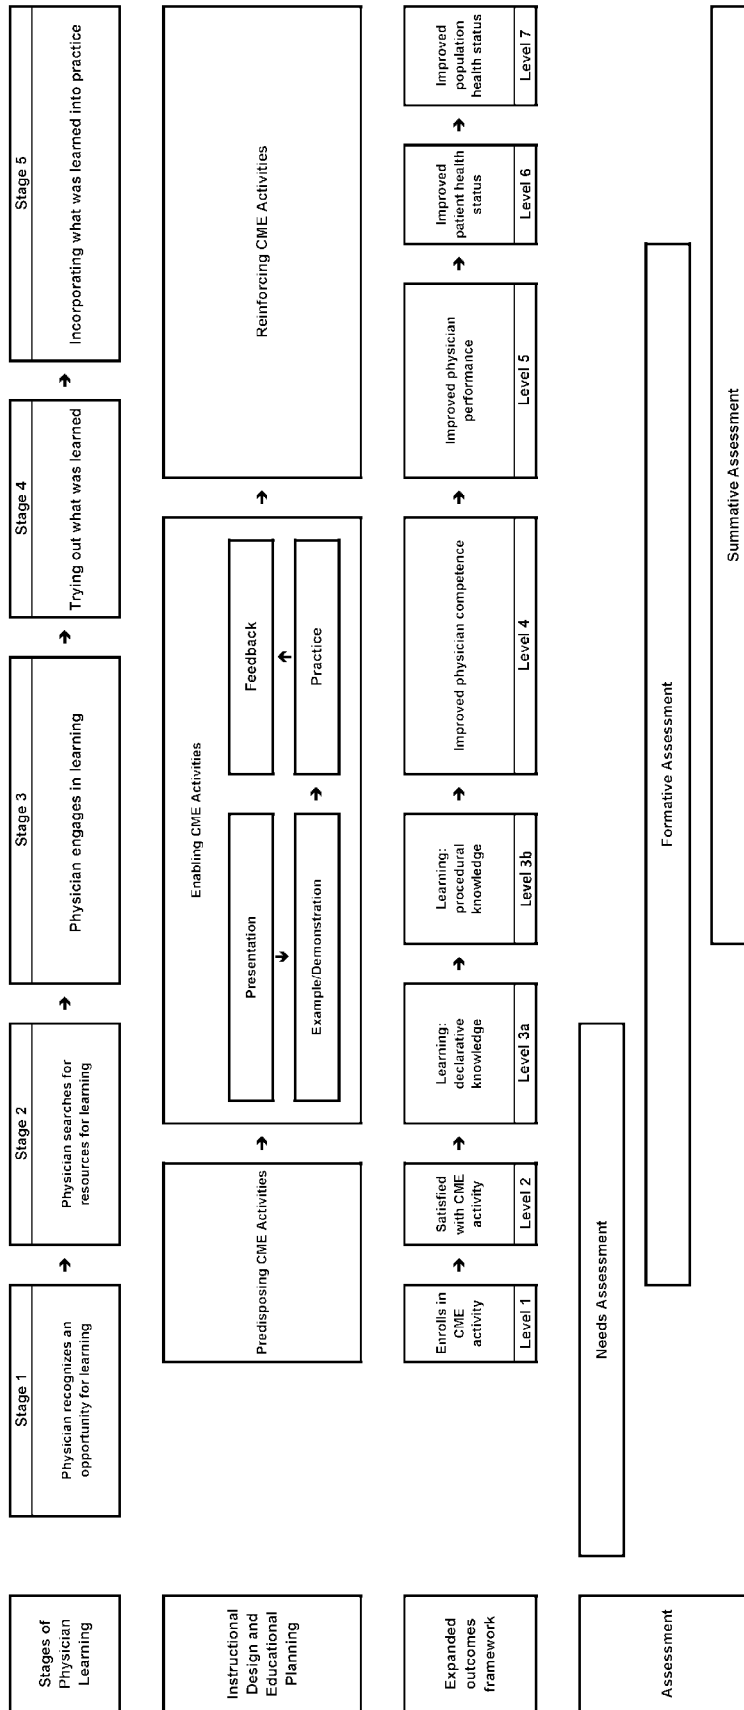 Stages of
Physician
Learning
Stage 1
Physician recognizes an
opportunity for learning
Stage 2
Physician searches for
resources for learning
Stage 3
Physician engages in learning
Stage 4
Trying out what was learned
Stage 5
Incorporating what was learned into practice
Instructional
Design and
Educational
Planning
Predisposing CME Activities
Enabling CME Activities
Presentation
Example/Demonstration
Feedback
Practice
Reinforcing CME Activities
Expanded
outcomes
framework
Enrolls in
CME
activity
Level 1
Satisfied
with CME
activity
Level 2
Learning:
declarative
knowledge
Level 3a
Learning:
procedural
knowledge
Level 3b
Improved physician competence
Level 4
Improved physician
performance
Level 5
Improved
patient health
status
Level 6
Improved
population
health status
Level 7
Assessment
Needs Assessment
Formative Assessment
Summative Assessment